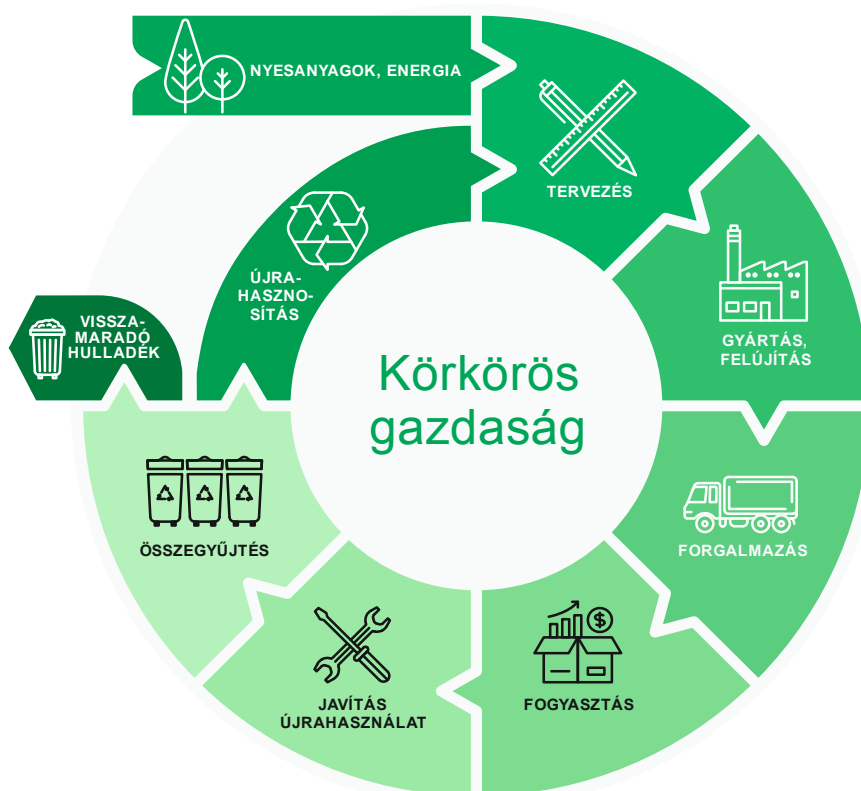 NYESANYAGOK, ENERGIA
TERVEZÉS
GYÁRTÁS,
FELÚJÍTÁS
FORGALMAZÁS
FOGYASZTÁS
JAVÍTÁS
ÚJRAHASZNÁLAT
ÖSSZEGYŰJTÉS
VISSZA-
MARADÓ
HULLADÉK
ÚJRA-
HASZNO-
SÍTÁS
Körkörös
gazdaság